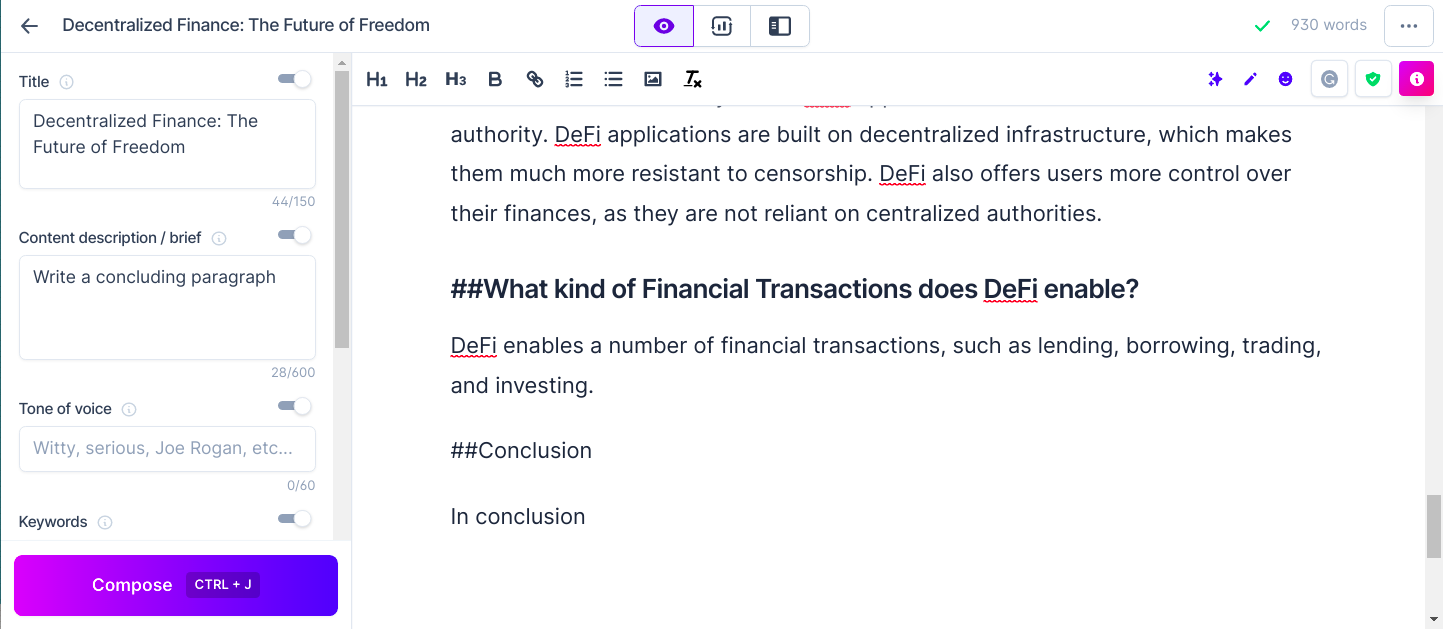 Decentralized Finance: The Future of Freedom
930 words
Title
Decentralized Finance: The
Future of Freedom
44/150
Content description / brief
Write a concluding paragraph
28/600
Tone of voice
Witty, serious, Joe Rogan, etc...
0/60
Keywords
Compose CTRL + J
H1 H2 H3 B
authority. DeFi applications are built on decentralized infrastructure, which makes
them much more resistant to censorship. DeFi also offers users more control over
their finances, as they are not reliant on centralized authorities.
##What kind of Financial Transactions does DeFi enable?
DeFi enables a number of financial transactions, such as lending, borrowing, trading,
and investing.
##Conclusion
In conclusion